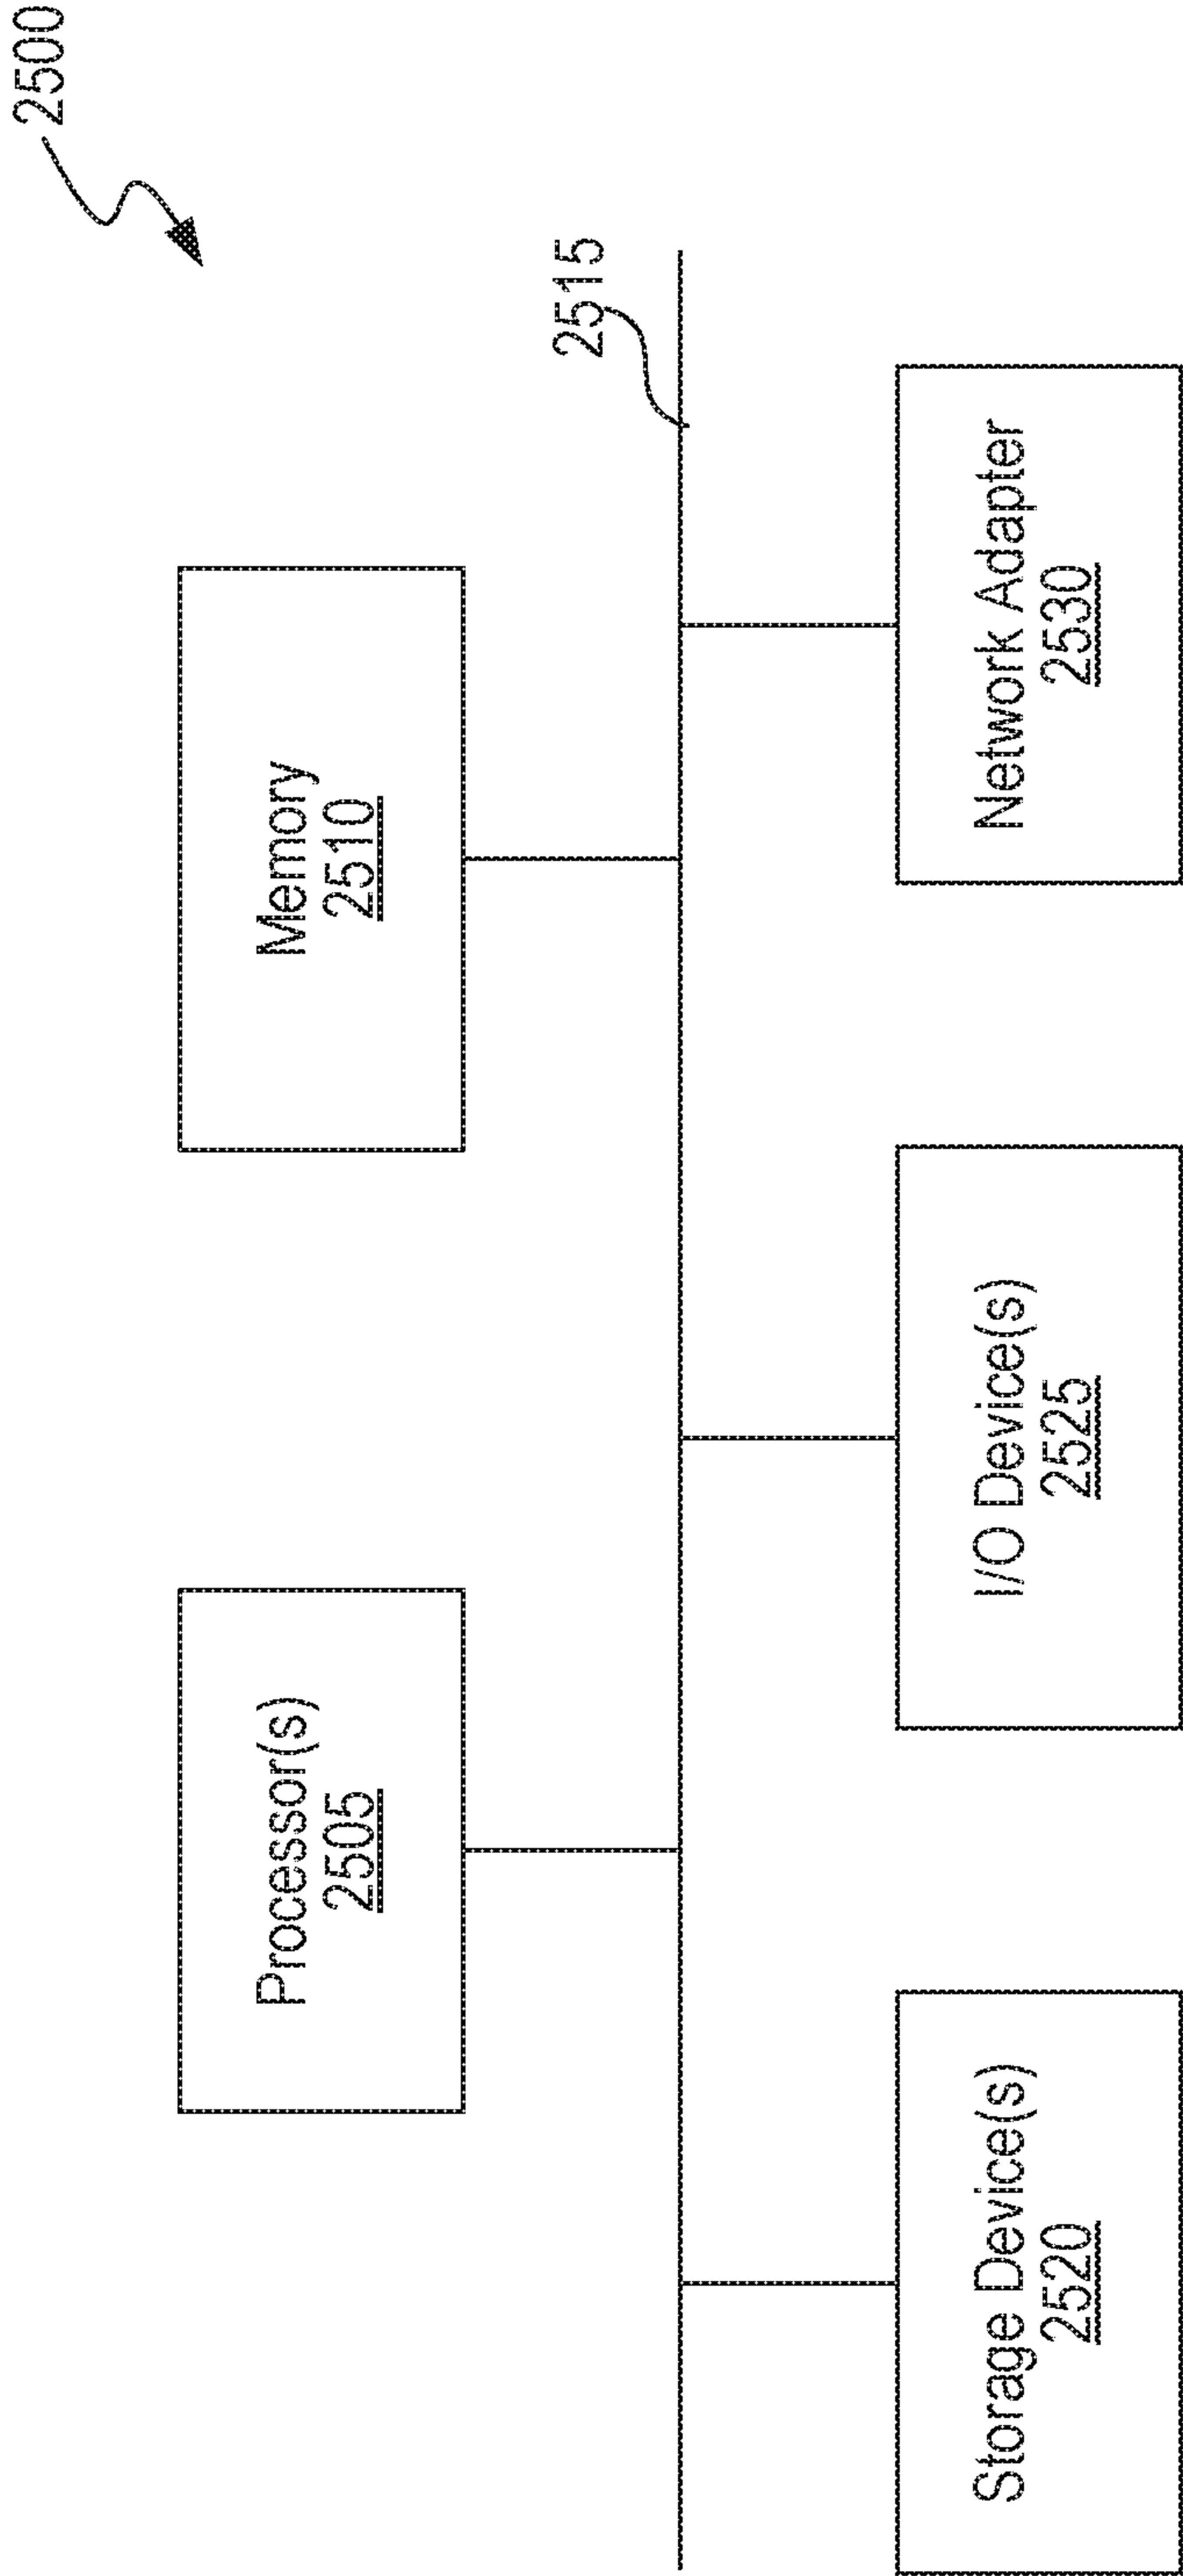 2500
Processor(s)
2505
Memory
2510
2515
Storage Device(s)
2520
I/O Device(s)
2525
Network Adapter
2530